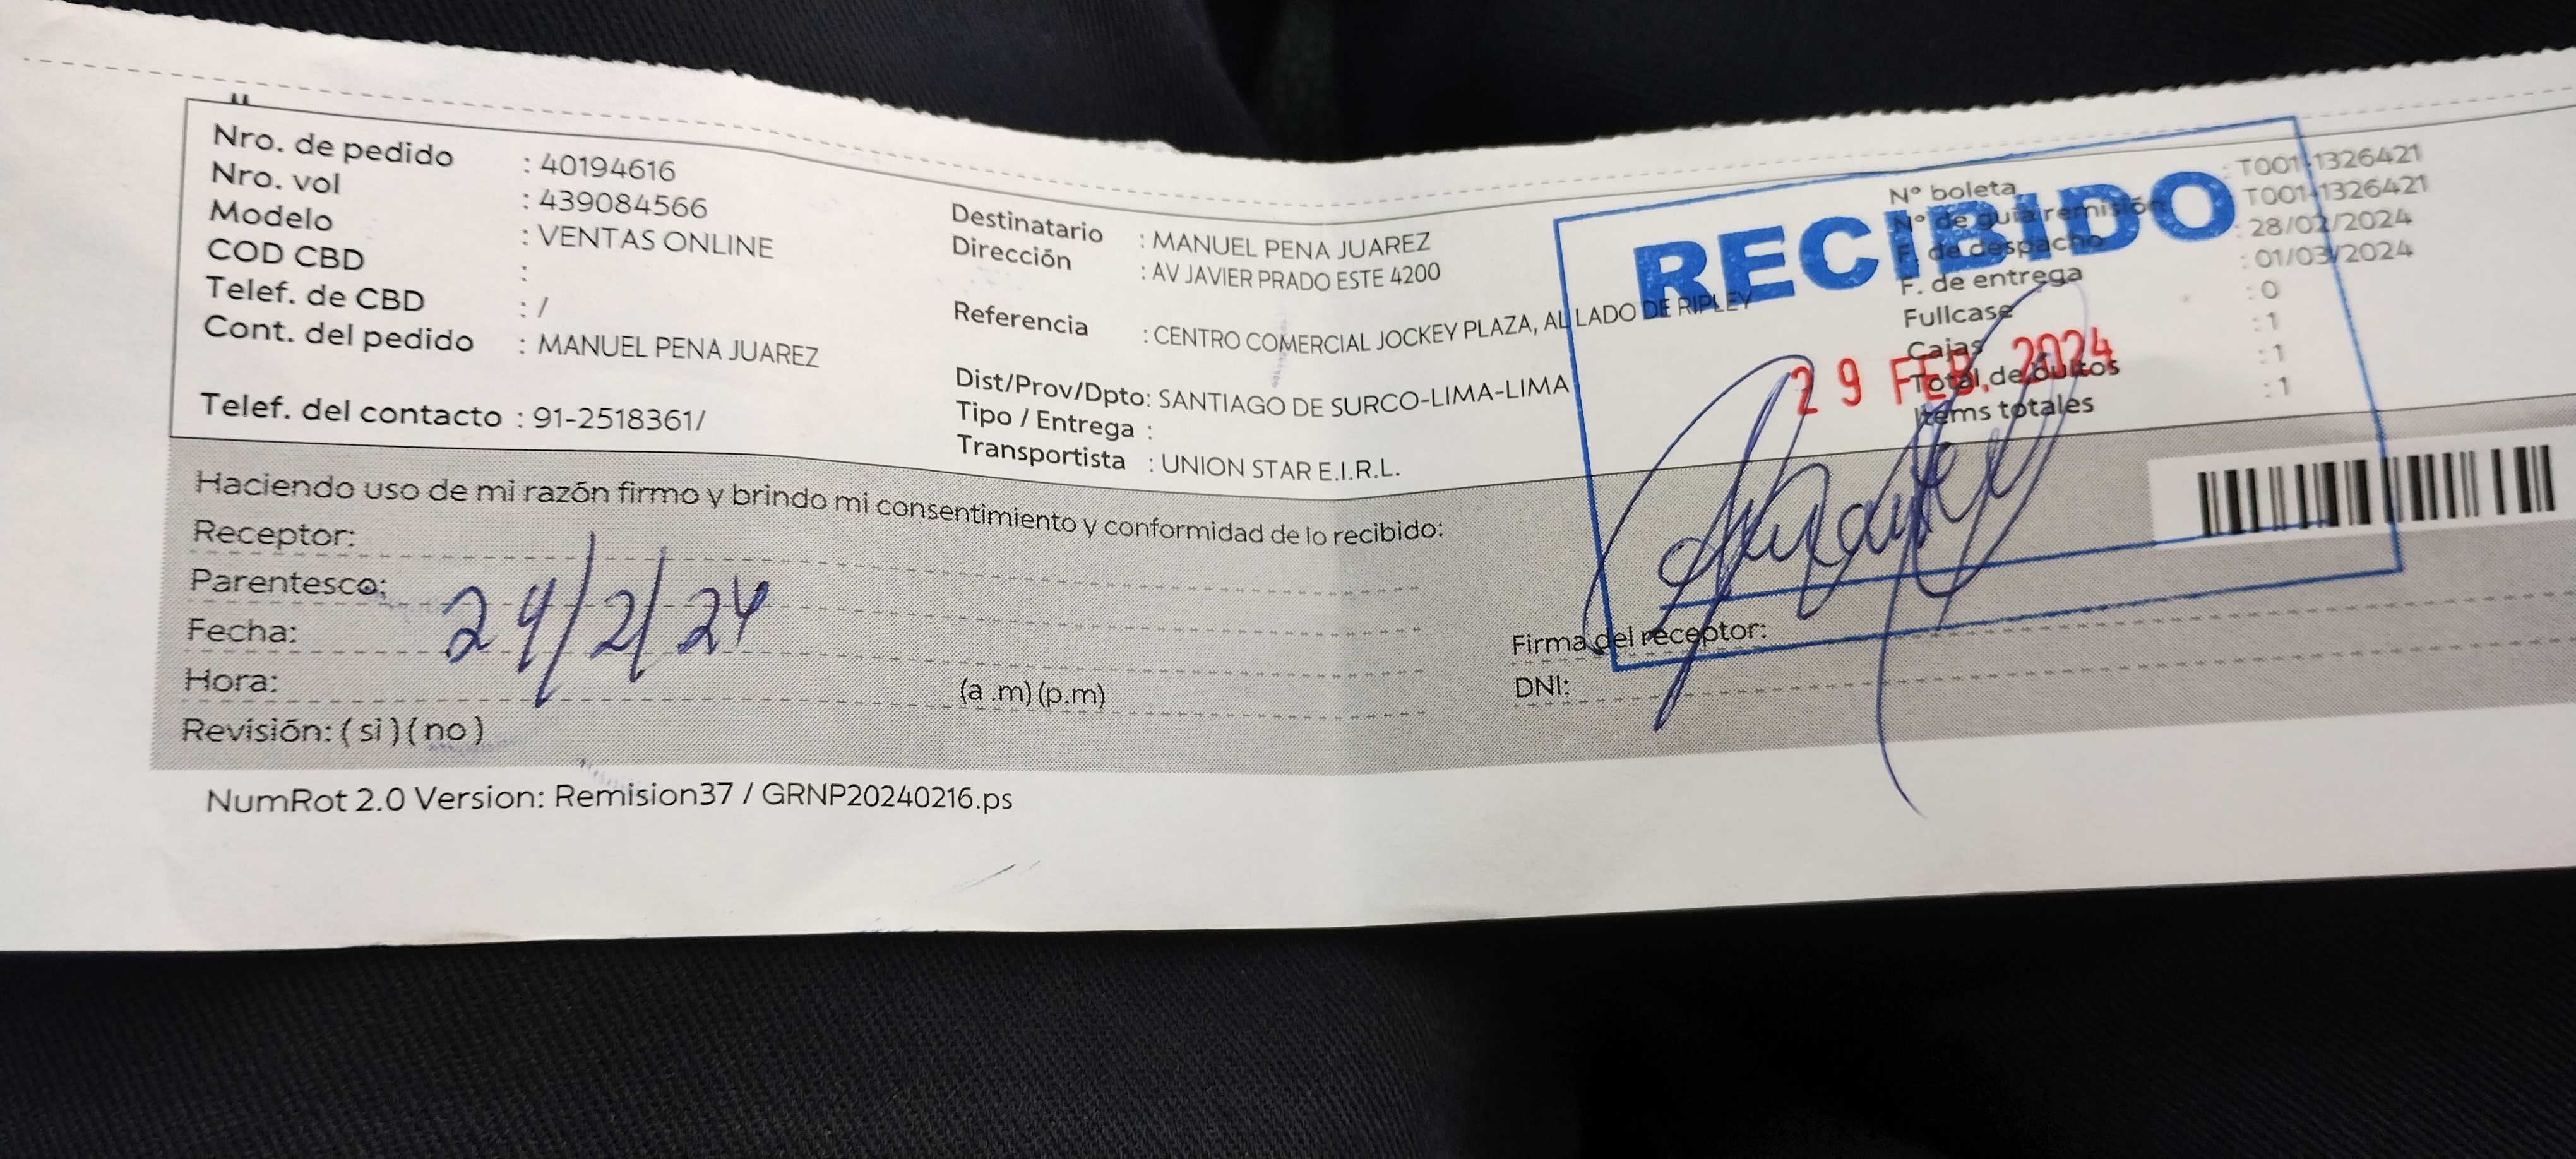 Nro. de pedido : 40194616
Nro. vol : 439084566
Modelo : VENTAS ONLINE
COD CBD :
Telef. de CBD : /
Cont. del pedido : MANUEL PENA JUAREZ
Telef. del contacto : 91-2518361/
Destinatario : MANUEL PENA JUAREZ
Dirección : AV JAVIER PRADO ESTE 4200
Referencia : CENTRO COMERCIAL JOCKEY PLAZA, AL LADO DE RIPLEY
Dist/Prov/Dpto: SANTIAGO DE SURCO-LIMA-LIMA
Tipo / Entrega :
Transportista : UNION STAR E.I.R.L.
N° boleta : T001-1326421
N° de guia remisión : T001-1326421
F. de despacho : 28/02/2024
F. de entrega : 01/03/2024
Fullcase : 0
Cajas : 1
Total de bultos : 1
Items totales : 1
RECIBIDO
29 FEB. 2024
Haciendo uso de mi razón firmo y brindo mi consentimiento y conformidad de lo recibido:
Receptor:
Parentesco:
Fecha: 29/2/24
Hora: (a .m) (p.m)
Revisión: ( si ) ( no )
Firma del receptor:
DNI:
NumRot 2.0 Version: Remision37 / GRNP20240216.ps